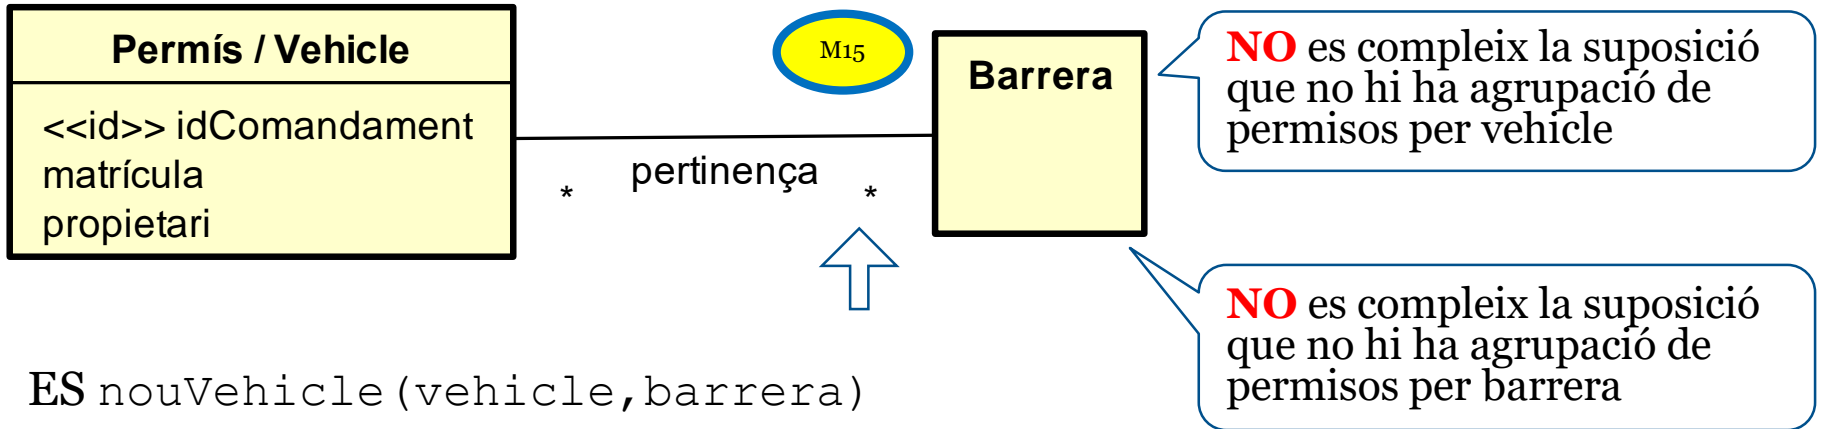 Permís / Vehicle
<<id>> idComandament
matrícula
propietari
pertinença
*
*
M15
Barrera
NO es compleix la suposició
que no hi ha agrupació de
permisos per vehicle
NO es compleix la suposició
que no hi ha agrupació de
permisos per barrera
ES nouVehicle(vehicle,barrera)